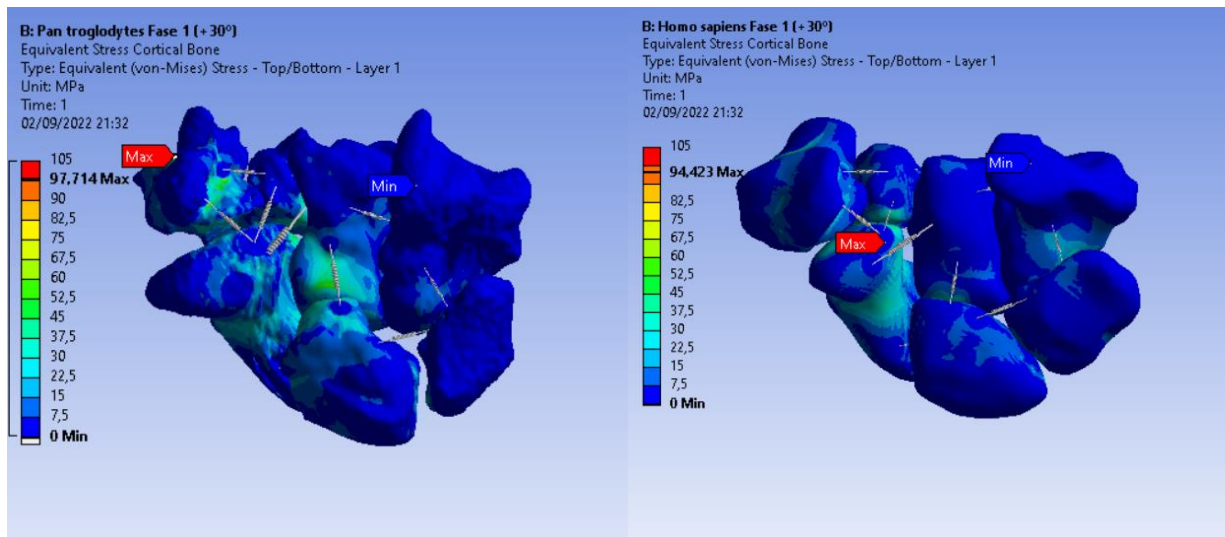 B: Pan troglodytes Fase 1 (+30º)
Equivalent Stress Cortical Bone
Type: Equivalent (von-Mises) Stress - Top/Bottom - Layer 1
Unit: MPa
Time: 1
02/09/2022 21:32
105
97,714 Max
90
82,5
75
67,5
60
52,5
45
37,5
30
22,5
15
7,5
0 Min
Max
Min
B: Homo sapiens Fase 1 (+30º)
Equivalent Stress Cortical Bone
Type: Equivalent (von-Mises) Stress - Top/Bottom - Layer 1
Unit: MPa
Time: 1
02/09/2022 21:32
105
94,423 Max
82,5
75
67,5
60
52,5
45
37,5
30
22,5
15
7,5
0 Min
Min
Max